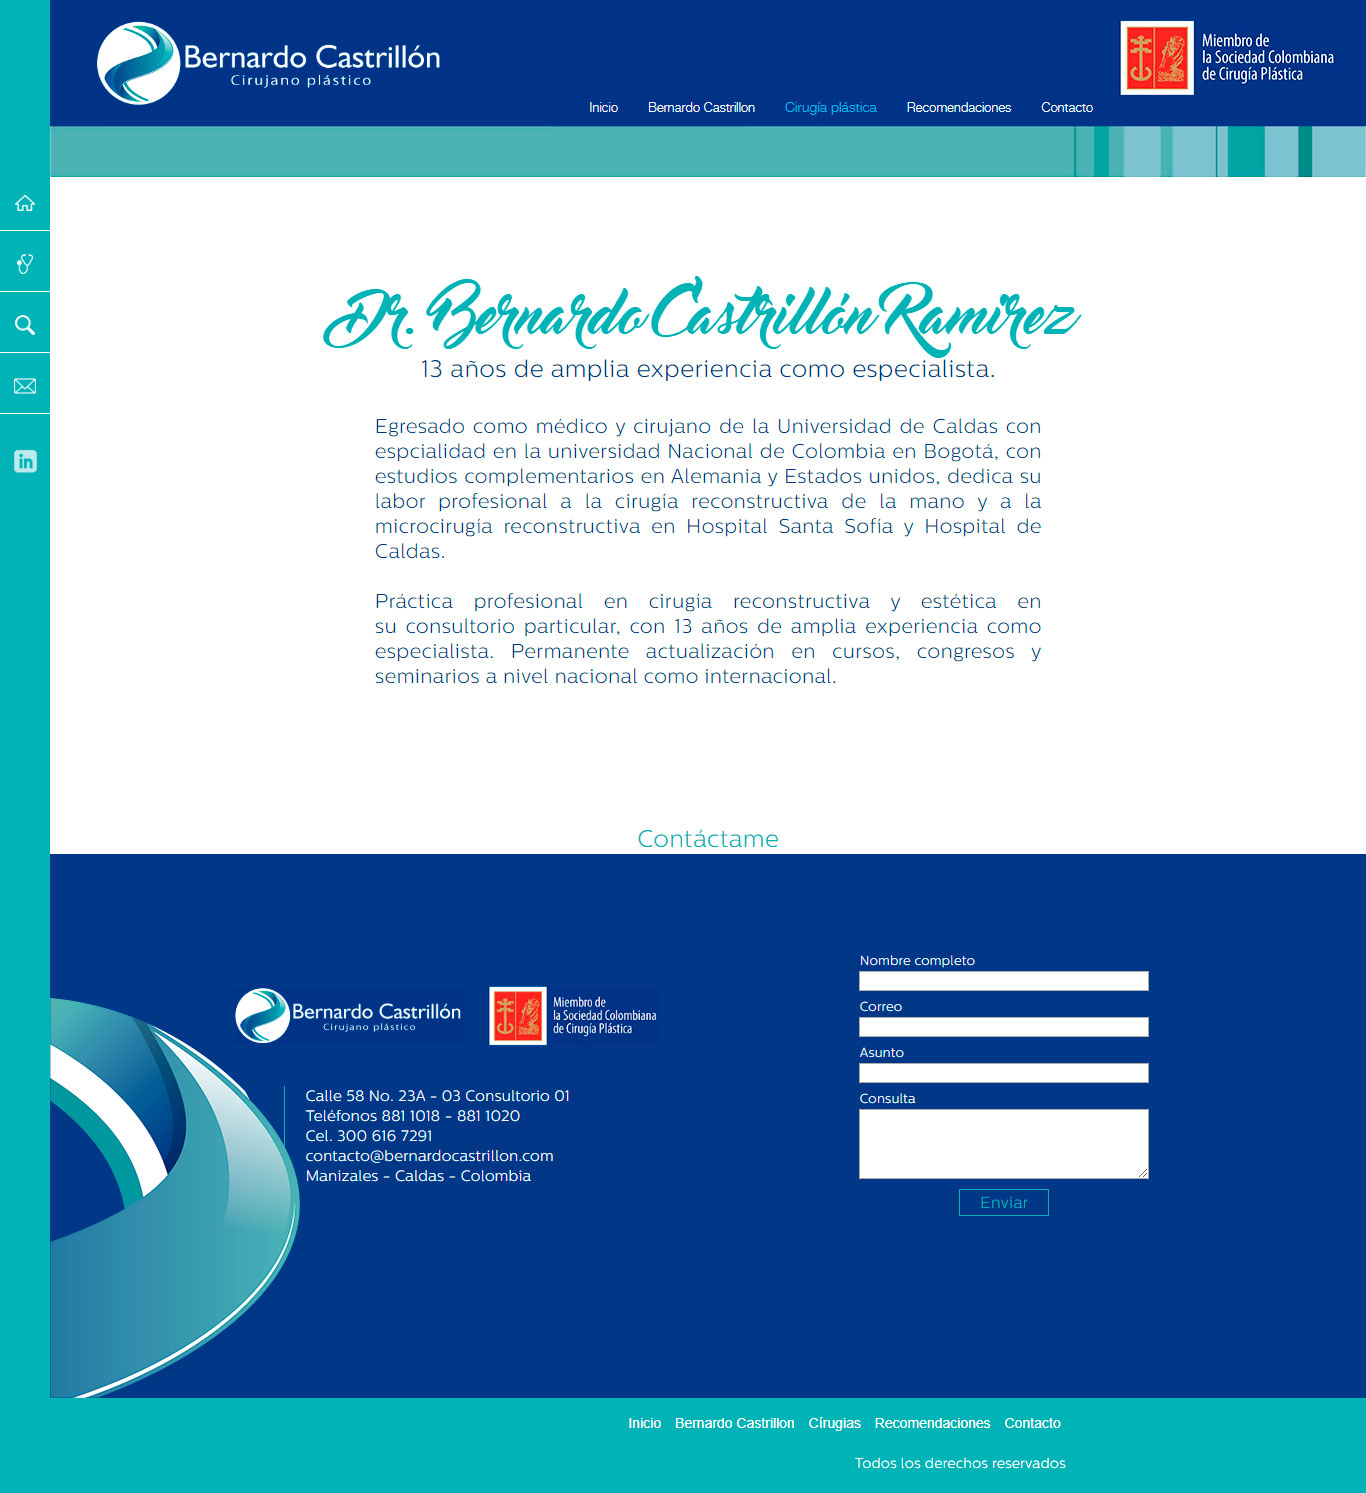 Bernardo Castrillón
Cirujano plástico
Miembro de
la Sociedad Colombiana
de Cirugía Plástica
Inicio Bernardo Castrillon Cirugía plástica Recomendaciones Contacto
Dr. Bernardo Castrillón Ramirez
13 años de amplia experiencia como especialista.
Egresado como médico y cirujano de la Universidad de Caldas con
espcialidad en la universidad Nacional de Colombia en Bogotá, con
estudios complementarios en Alemania y Estados unidos, dedica su
labor profesional a la cirugía reconstructiva de la mano y a la
microcirugía reconstructiva en Hospital Santa Sofía y Hospital de
Caldas.
Práctica profesional en cirugía reconstructiva y estética en
su consultorio particular, con 13 años de amplia experiencia como
especialista. Permanente actualización en cursos, congresos y
seminarios a nivel nacional como internacional.
Contáctame
Bernardo Castrillón
Cirujano plástico
Miembro de
la Sociedad Colombiana
de Cirugía Plástica
Calle 58 No. 23A - 03 Consultorio 01
Teléfonos 881 1018 - 881 1020
Cel. 300 616 7291
contacto@bernardocastrillon.com
Manizales - Caldas - Colombia
Nombre completo
Correo
Asunto
Consulta
Enviar
Inicio Bernardo Castrillon Círugias Recomendaciones Contacto
Todos los derechos reservados